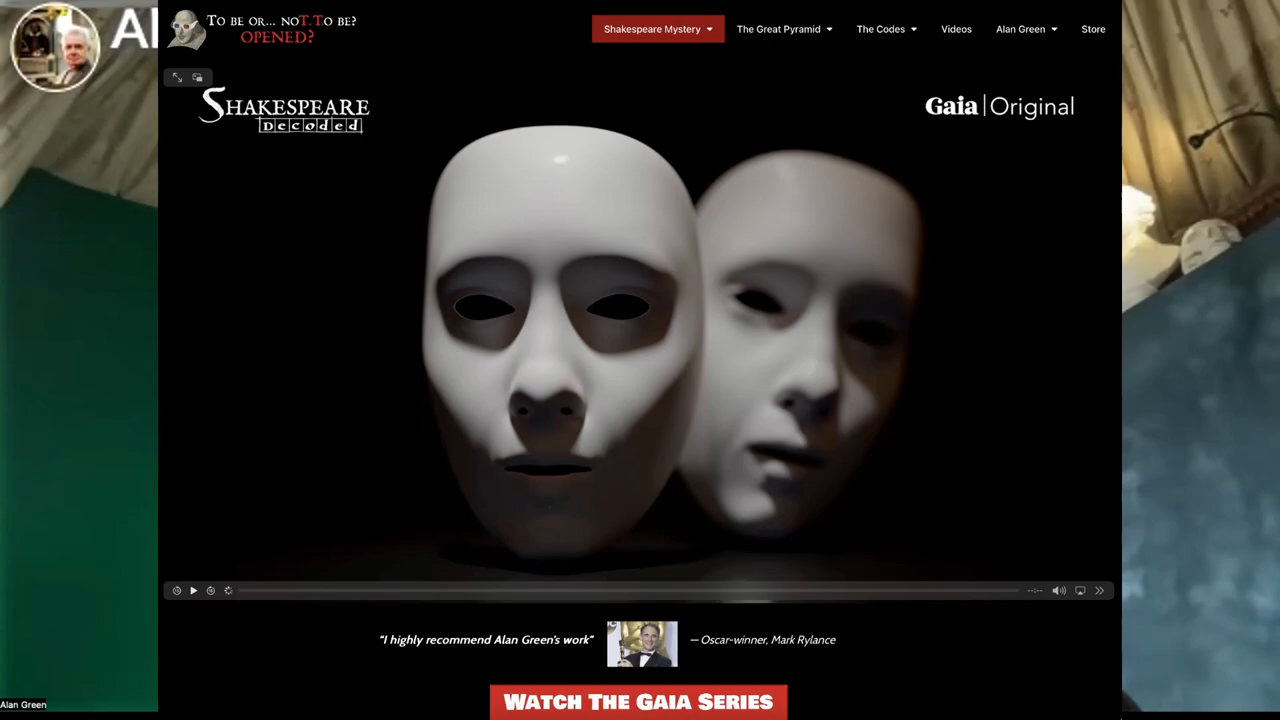 Al
To be or... noT.To be?
OPENED?
Shakespeare Mystery
The Great Pyramid
The Codes
Videos
Alan Green
Store
SHAKESPEARE
Decoded
Gaia | Original
--:--
"I highly recommend Alan Green's work"
— Oscar-winner, Mark Rylance
Watch The Gaia Series
Alan Green